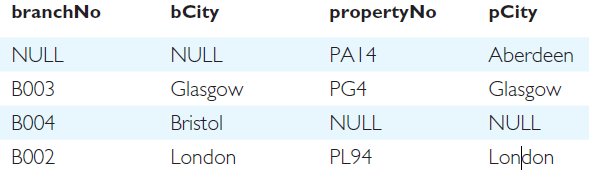 branchNo bCity propertyNo pCity
NULL NULL PA14 Aberdeen
B003 Glasgow PG4 Glasgow
B004 Bristol NULL NULL
B002 London PL94 London